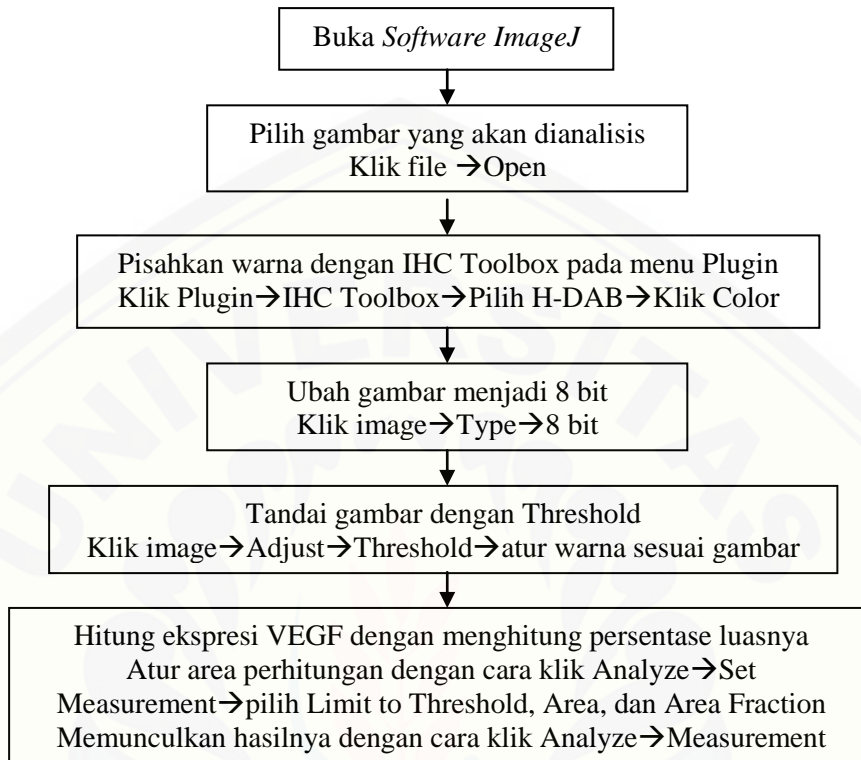 Buka Software ImageJ
Pilih gambar yang akan dianalisis
Klik file →Open
Pisahkan warna dengan IHC Toolbox pada menu Plugin
Klik Plugin→IHC Toolbox→Pilih H-DAB→Klik Color
Ubah gambar menjadi 8 bit
Klik image→Type→8 bit
Tandai gambar dengan Threshold
Klik image→Adjust→Threshold→atur warna sesuai gambar
Hitung ekspresi VEGF dengan menghitung persentase luasnya
Atur area perhitungan dengan cara klik Analyze→Set
Measurement→pilih Limit to Threshold, Area, dan Area Fraction
Memunculkan hasilnya dengan cara klik Analyze→Measurement
UNIVERSITAS